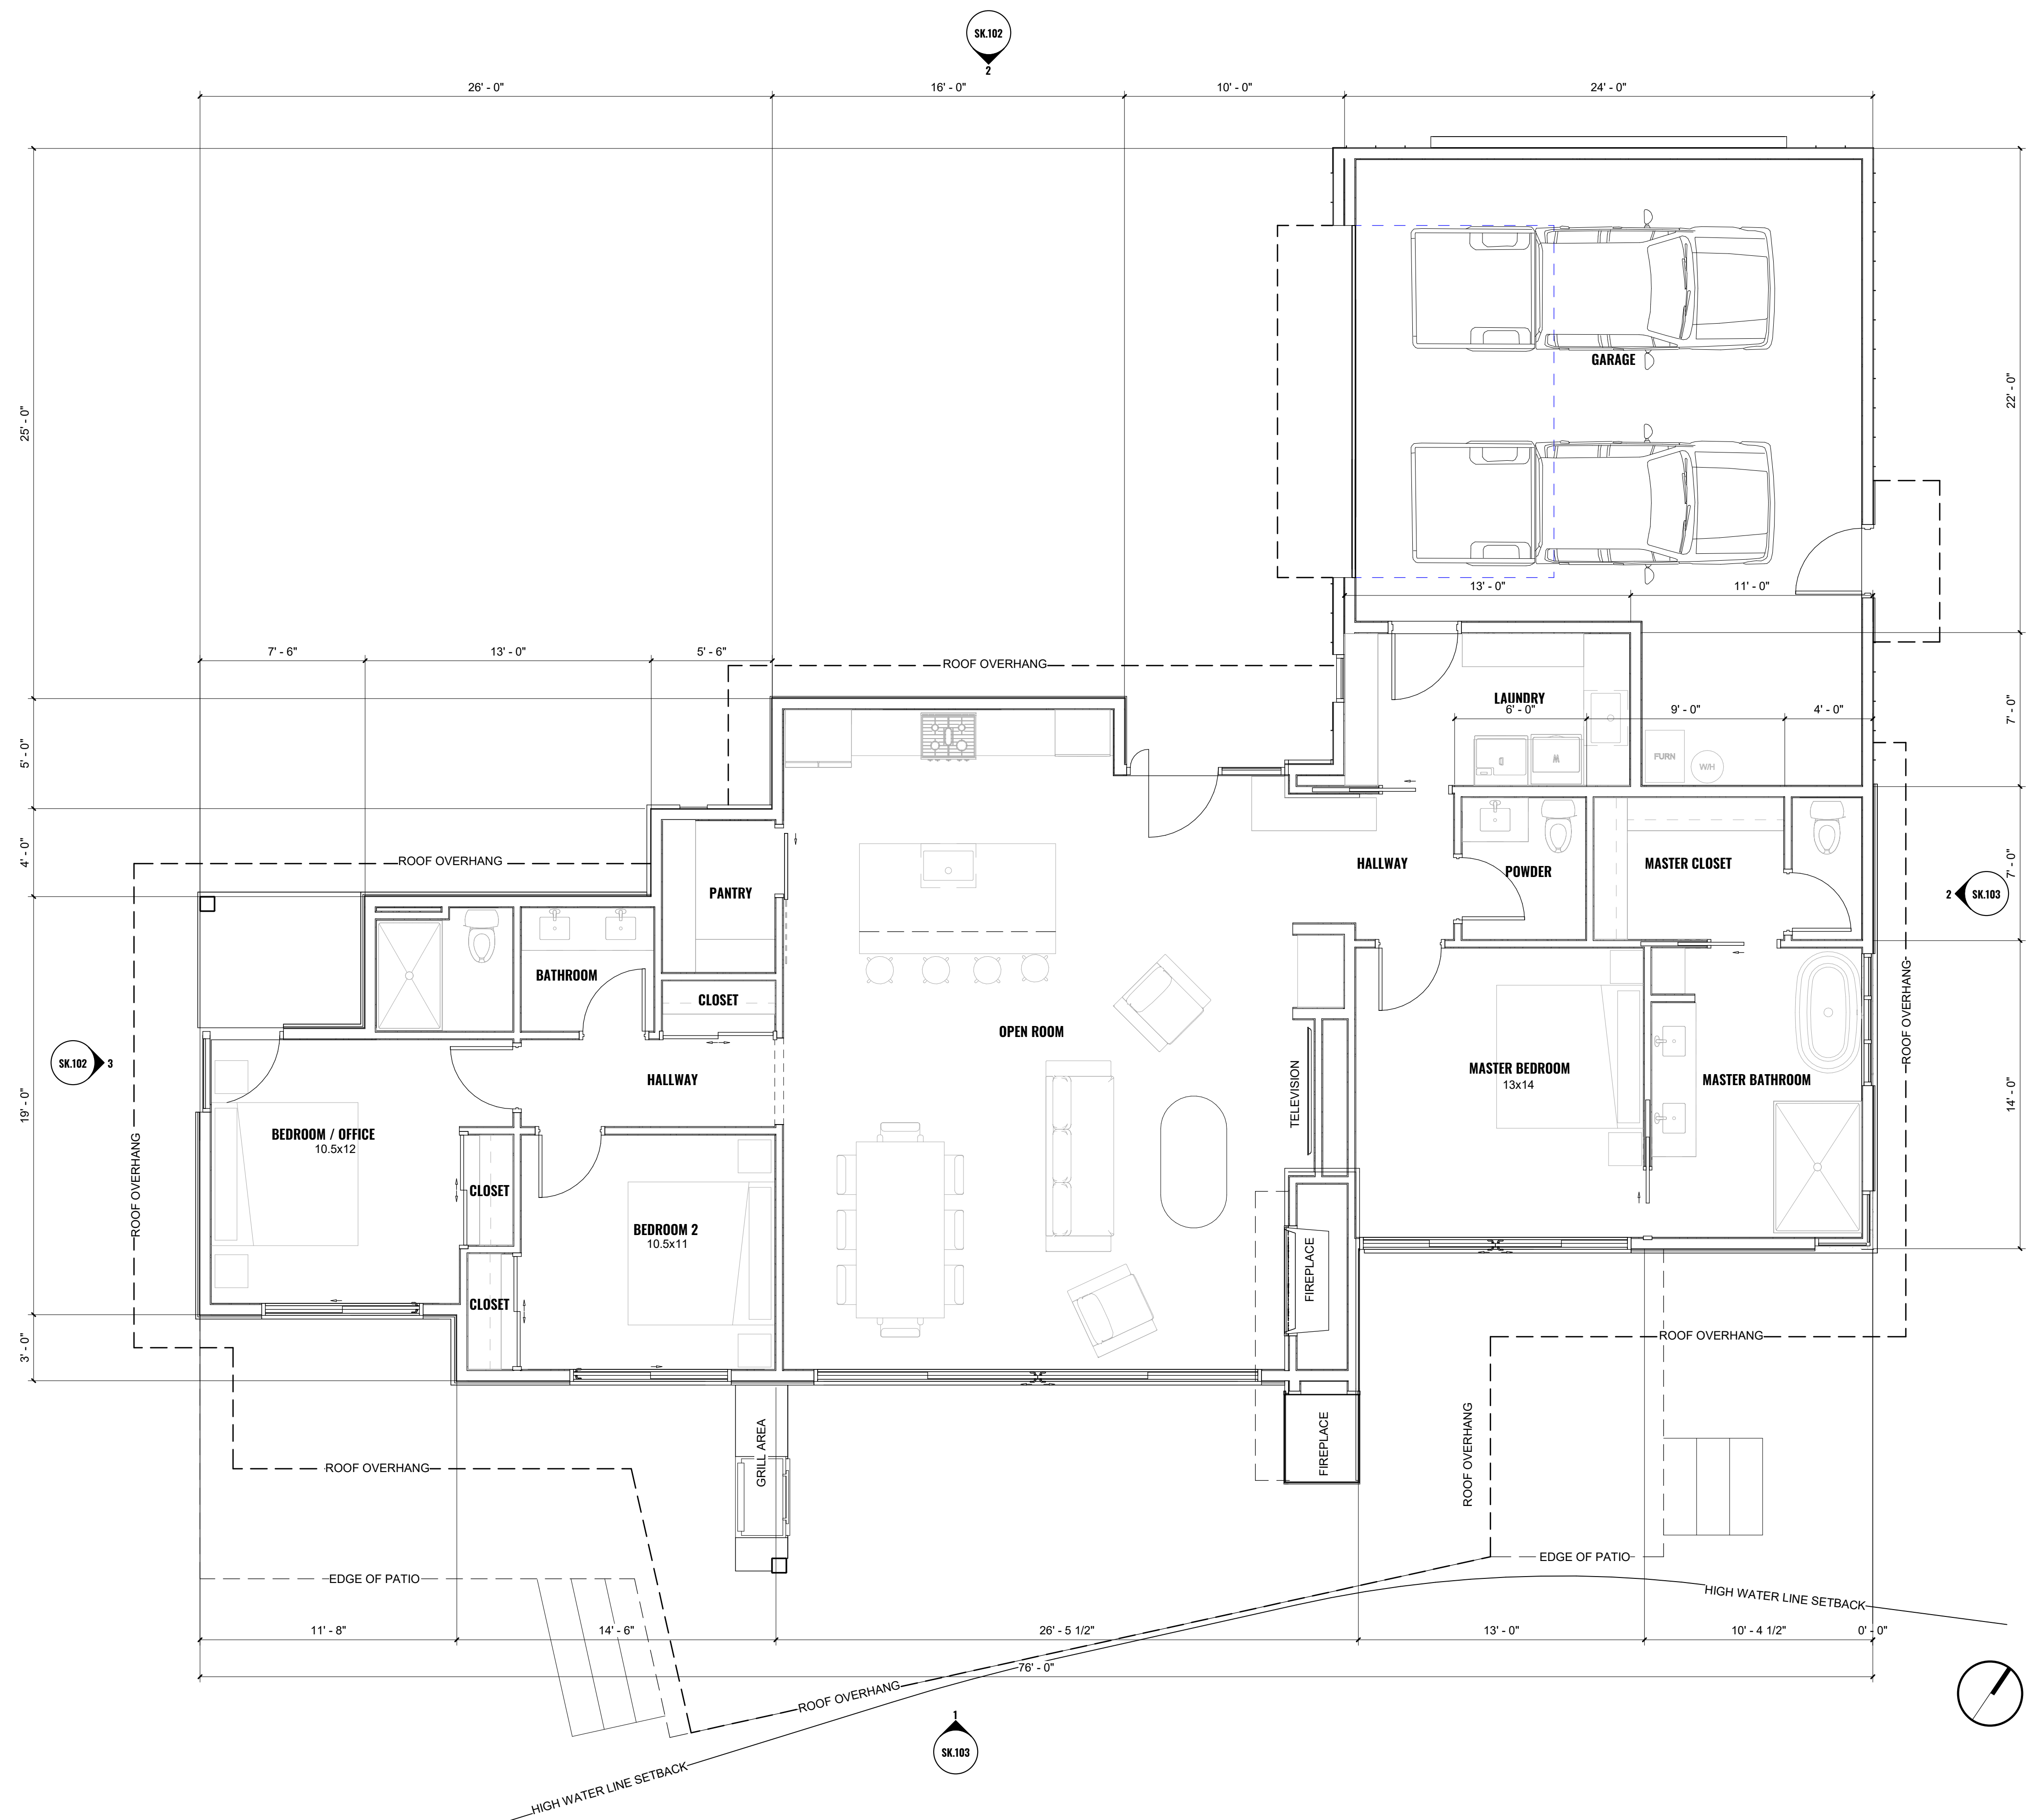 SK.102
2
26' - 0"
16' - 0"
10' - 0"
24' - 0"
25' - 0"
22' - 0"
GARAGE
13' - 0"
11' - 0"
7' - 6"
13' - 0"
5' - 6"
ROOF OVERHANG
LAUNDRY
6' - 0"
9' - 0"
4' - 0"
7' - 0"
5' - 0"
FURN
W/H
D
W
4' - 0"
ROOF OVERHANG
PANTRY
HALLWAY
POWDER
MASTER CLOSET
7' - 0"
2
SK.103
BATHROOM
CLOSET
OPEN ROOM
ROOF OVERHANG
SK.102
3
HALLWAY
TELEVISION
MASTER BEDROOM
13x14
MASTER BATHROOM
14' - 0"
19' - 0"
ROOF OVERHANG
BEDROOM / OFFICE
10.5x12
CLOSET
BEDROOM 2
10.5x11
FIREPLACE
CLOSET
3' - 0"
ROOF OVERHANG
GRILL AREA
FIREPLACE
ROOF OVERHANG
ROOF OVERHANG
EDGE OF PATIO
EDGE OF PATIO
HIGH WATER LINE SETBACK
11' - 8"
14' - 6"
26' - 5 1/2"
13' - 0"
10' - 4 1/2"
0' - 0"
76' - 0"
ROOF OVERHANG
1
SK.103
HIGH WATER LINE SETBACK